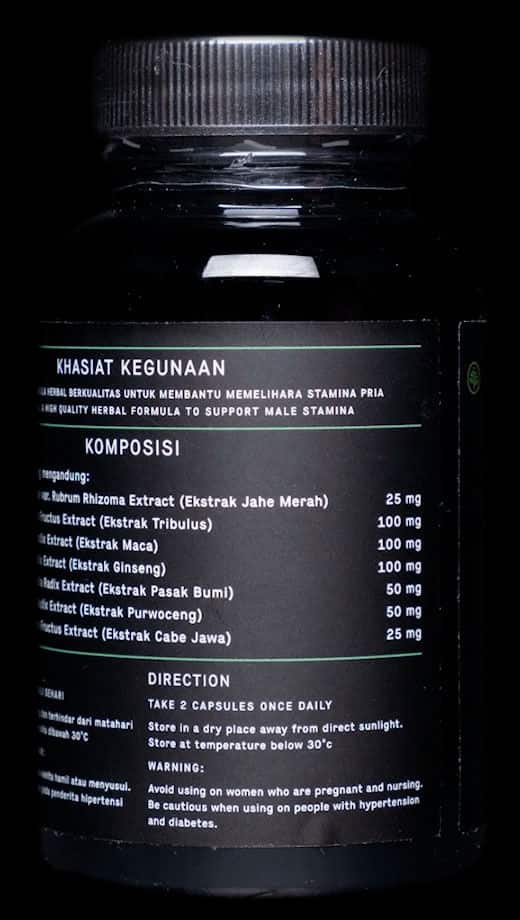 KHASIAT KEGUNAAN
HERBAL BERKUALITAS UNTUK MEMBANTU MEMELIHARA STAMINA PRIA
HIGH QUALITY HERBAL FORMULA TO SUPPORT MALE STAMINA
KOMPOSISI
mengandung:
var. Rubrum Rhizoma Extract (Ekstrak Jahe Merah) 25 mg
Fructus Extract (Ekstrak Tribulus) 100 mg
Extract (Ekstrak Maca) 100 mg
Extract (Ekstrak Ginseng) 100 mg
Radix Extract (Ekstrak Pasak Bumi) 50 mg
Extract (Ekstrak Purwoceng) 50 mg
Fructus Extract (Ekstrak Cabe Jawa) 25 mg
SEHARI
terhindar dari matahari
dibawah 30°C
hamil atau menyusui.
penderita hipertensi
DIRECTION
TAKE 2 CAPSULES ONCE DAILY
Store in a dry place away from direct sunlight.
Store at temperature below 30°c
WARNING:
Avoid using on women who are pregnant and nursing.
Be cautious when using on people with hypertension
and diabetes.